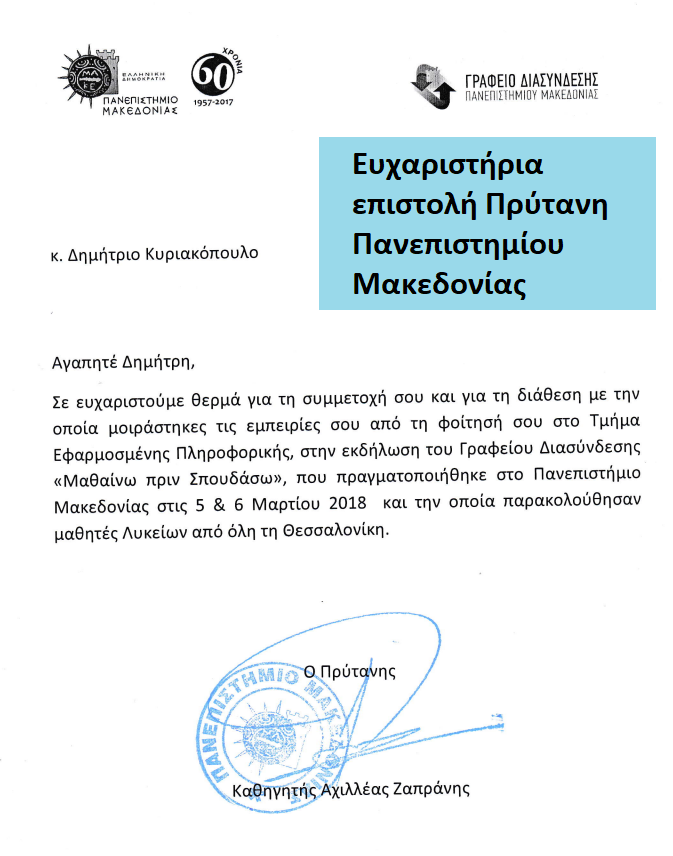 ΕΛΛΗΝΙΚΗ
ΔΗΜΟΚΡΑΤΙΑ
ΠΑΝΕΠΙΣΤΗΜΙΟ
ΜΑΚΕΔΟΝΙΑΣ
ΜΑ
ΚΕ
60
ΧΡΟΝΙΑ
1957-2017
ΓΡΑΦΕΙΟ ΔΙΑΣΥΝΔΕΣΗΣ
ΠΑΝΕΠΙΣΤΗΜΙΟΥ ΜΑΚΕΔΟΝΙΑΣ
Ευχαριστήρια
επιστολή Πρύτανη
Πανεπιστημίου
Μακεδονίας
κ. Δημήτριο Κυριακόπουλο
Αγαπητέ Δημήτρη,
Σε ευχαριστούμε θερμά για τη συμμετοχή σου και για τη διάθεση με την
οποία μοιράστηκες τις εμπειρίες σου από τη φοίτησή σου στο Τμήμα
Εφαρμοσμένης Πληροφορικής, στην εκδήλωση του Γραφείου Διασύνδεσης
«Μαθαίνω πριν Σπουδάσω», που πραγματοποιήθηκε στο Πανεπιστήμιο
Μακεδονίας στις 5 & 6 Μαρτίου 2018 και την οποία παρακολούθησαν
μαθητές Λυκείων από όλη τη Θεσσαλονίκη.
Ο Πρύτανης
ΠΑΝΕΠΙΣΤΗΜΙΟ ΜΑΚΕΔΟΝΙΑΣ
Καθηγητής Αχιλλέας Ζαπράνης